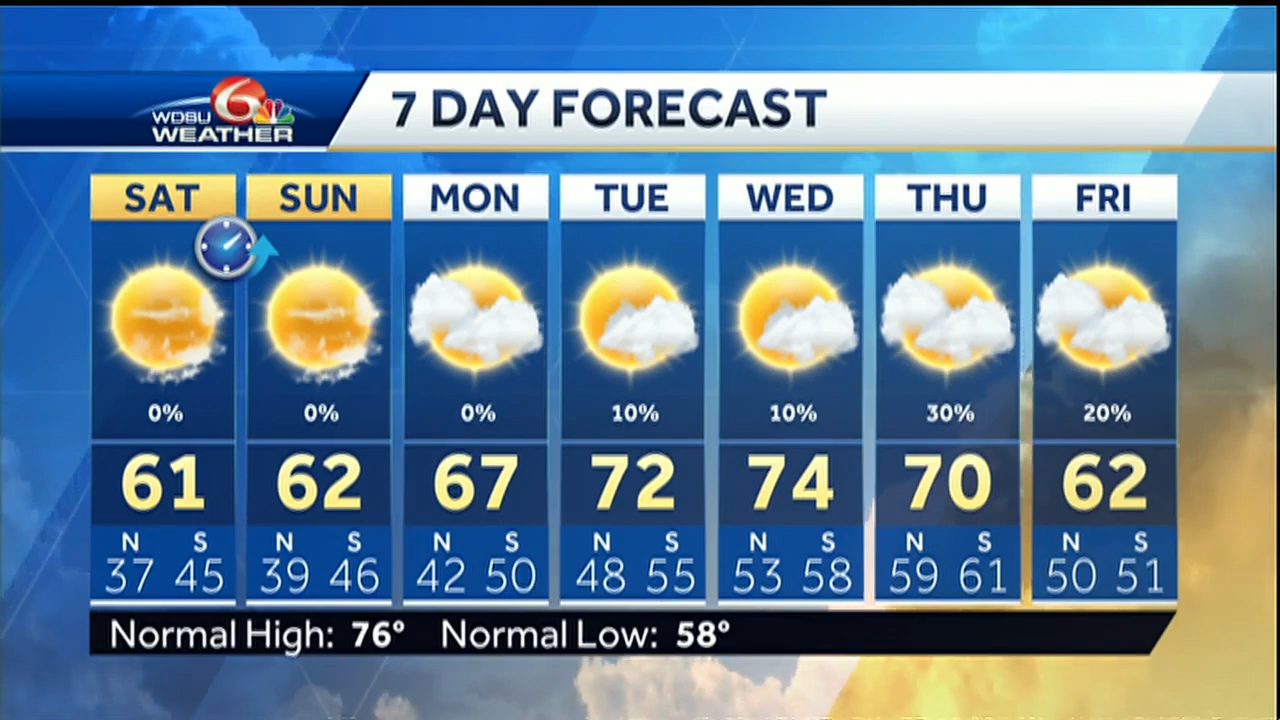 WDSU 6
WEATHER
7 DAY FORECAST
SAT SUN MON TUE WED THU FRI
0% 0% 0% 10% 10% 30% 20%
61 62 67 72 74 70 62
N S N S N S N S N S N S N S
37 45 39 46 42 50 48 55 53 58 59 61 50 51
Normal High: 76° Normal Low: 58°